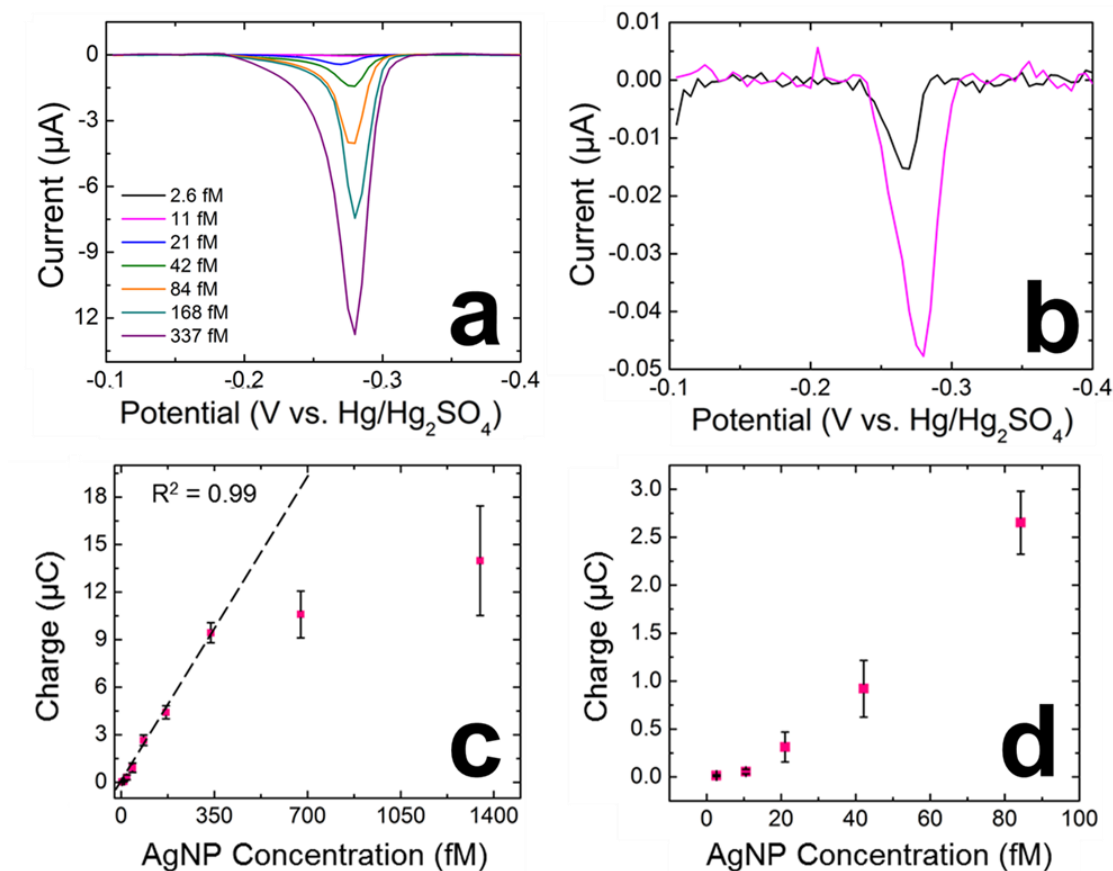 0
-3
-6
-9
12
Current (µA)
2.6 fM
11 fM
21 fM
42 fM
84 fM
168 fM
337 fM
a
-0.1
-0.2
-0.3
-0.4
Potential (V vs. Hg/Hg₂SO₄)
0.01
0.00
-0.01
-0.02
-0.03
-0.04
-0.05
Current (µA)
b
-0.1
-0.2
-0.3
-0.4
Potential (V vs. Hg/Hg₂SO₄)
18
15
12
9
6
3
0
Charge (µC)
R² = 0.99
c
0
350
700
1050
1400
AgNP Concentration (fM)
3.0
2.5
2.0
1.5
1.0
0.5
0.0
Charge (µC)
d
0
20
40
60
80
100
AgNP Concentration (fM)